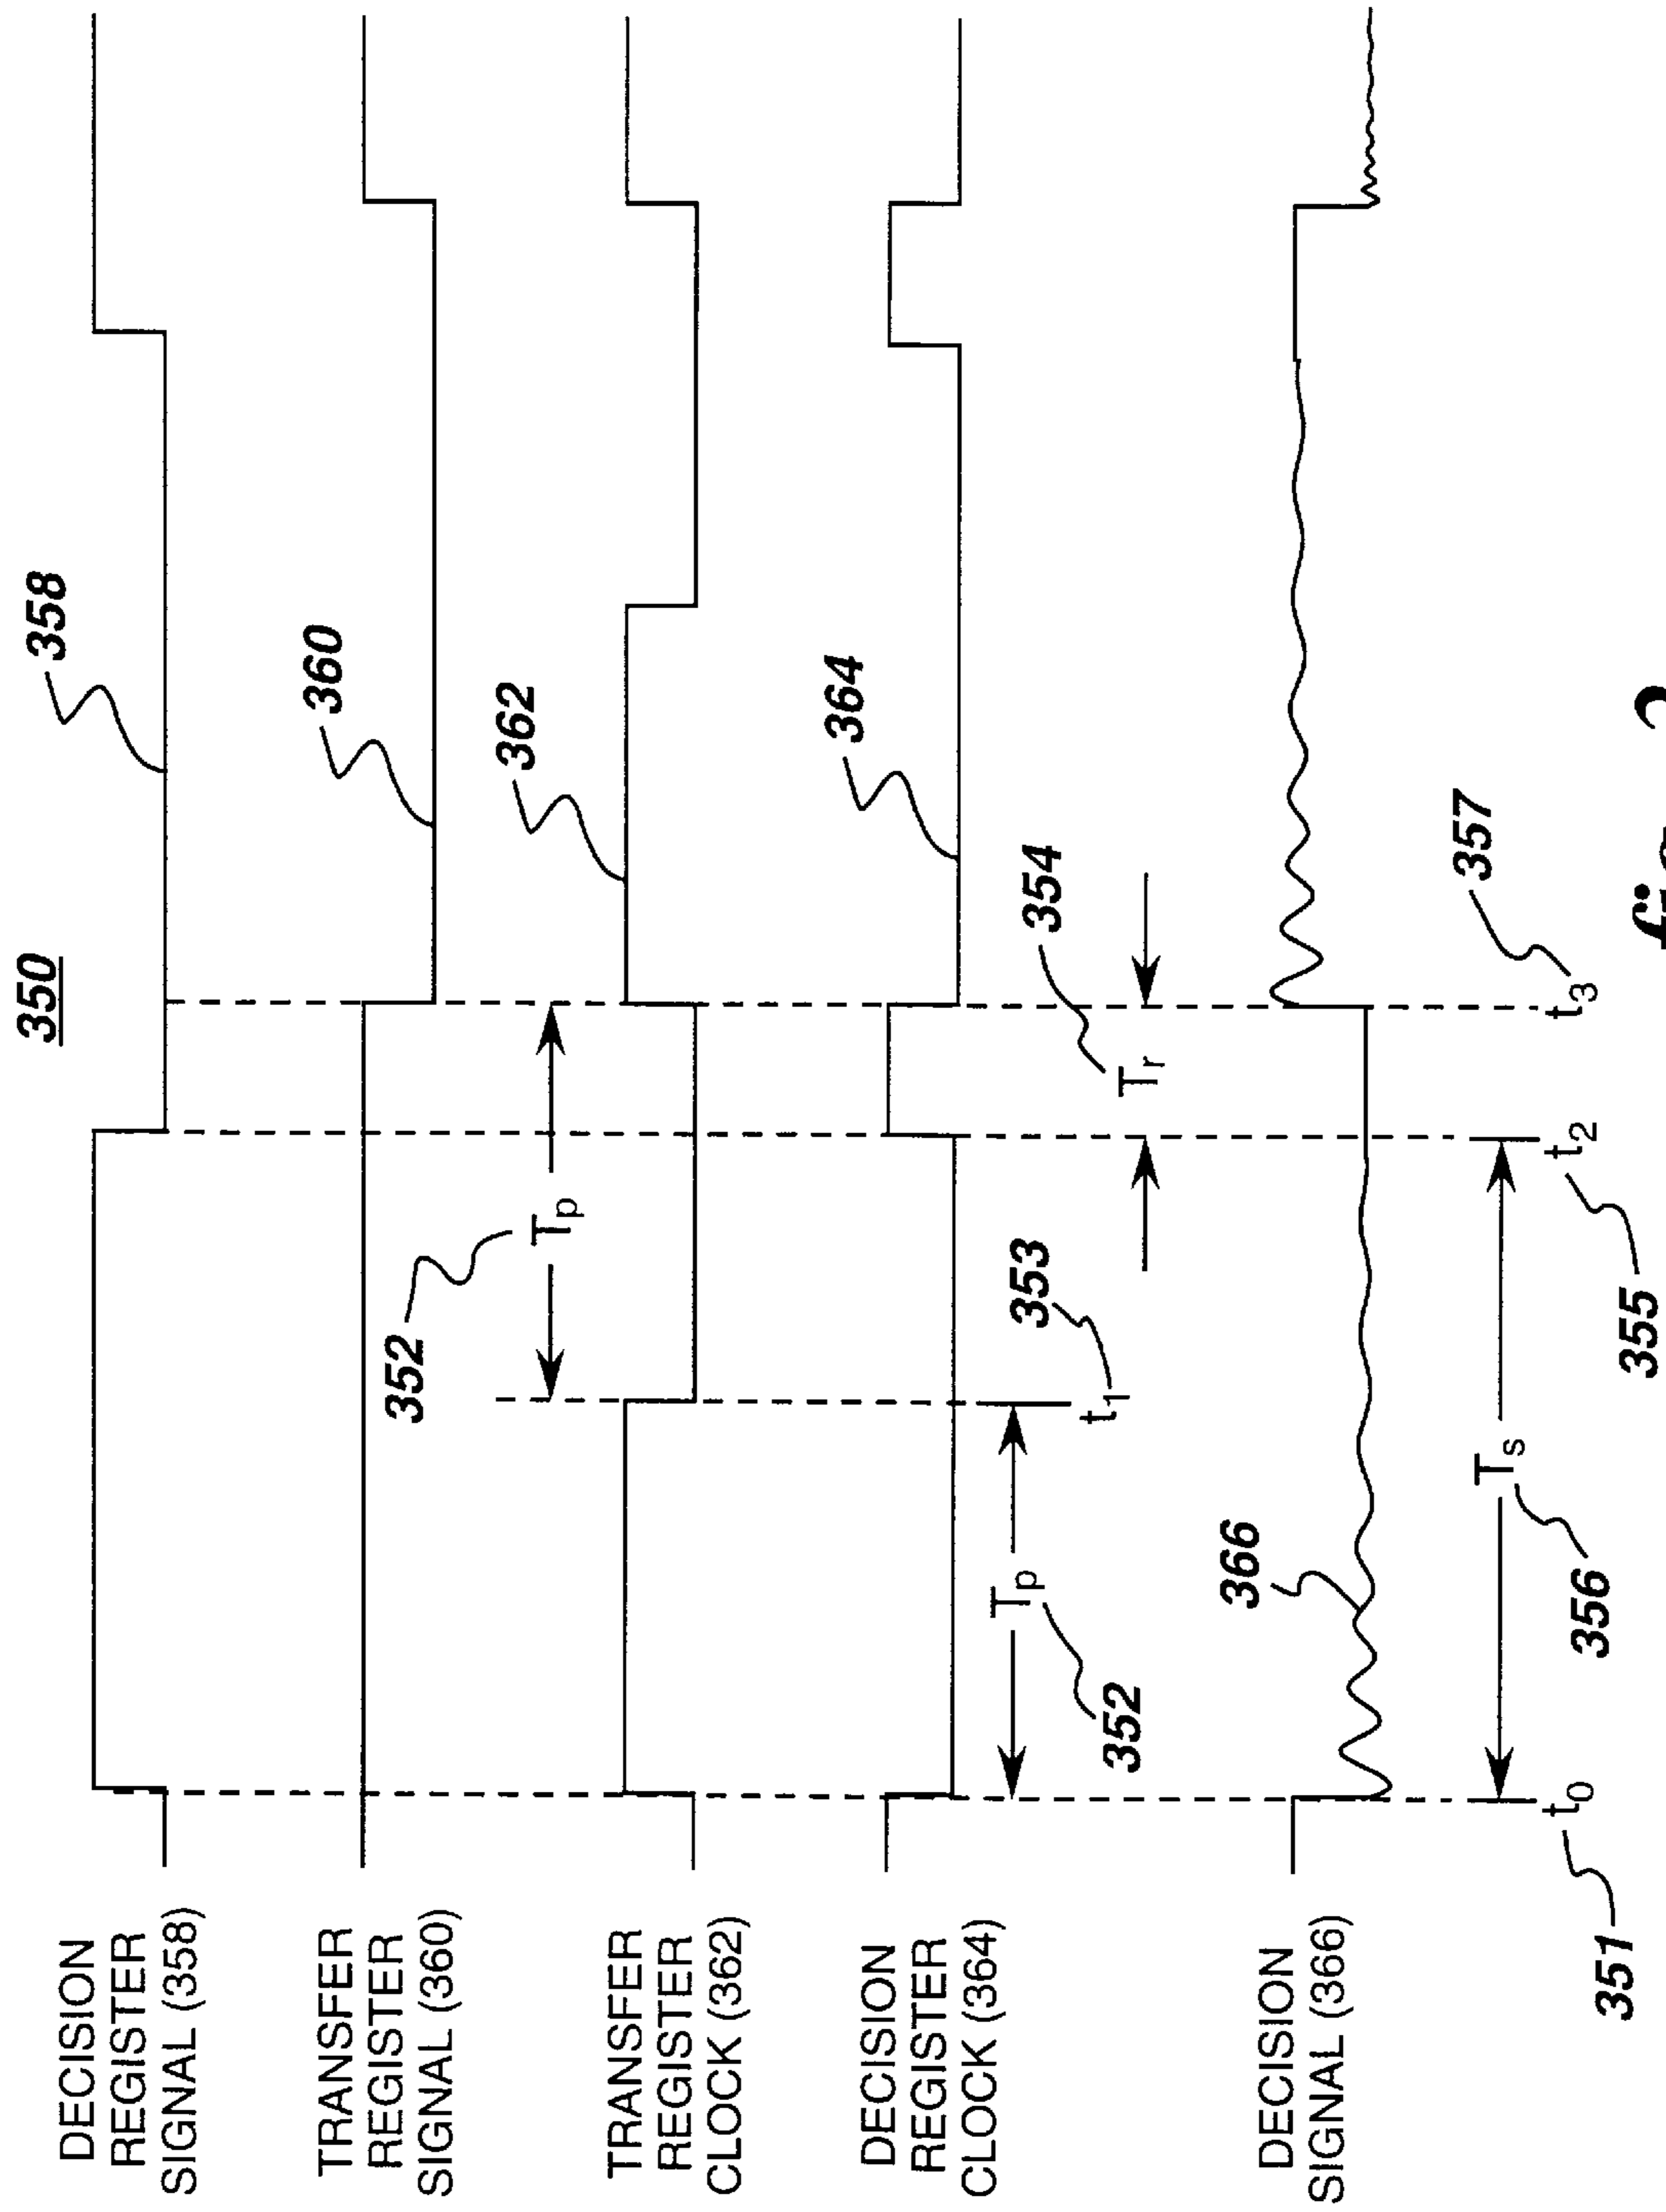 350
DECISION
REGISTER
SIGNAL (358)
358
TRANSFER
REGISTER
SIGNAL (360)
360
TRANSFER
REGISTER
CLOCK (362)
352
Tp
362
DECISION
REGISTER
CLOCK (364)
364
Tp
352
t1
353
Tr
354
DECISION
SIGNAL (366)
366
Ts
356
t0
351
t2
355
t3
357